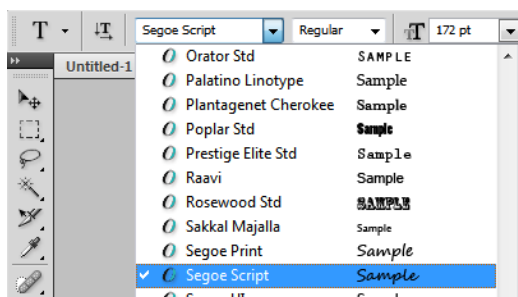 T T Segoe Script Regular T 172 pt
Untitled-1
O Orator Std SAMPLE
O Palatino Linotype Sample
O Plantagenet Cherokee Sample
O Poplar Std Sample
O Prestige Elite Std Sample
O Raavi Sample
O Rosewood Std SAMPLE
O Sakkal Majalla Sample
O Segoe Print Sample
O Segoe Script Sample